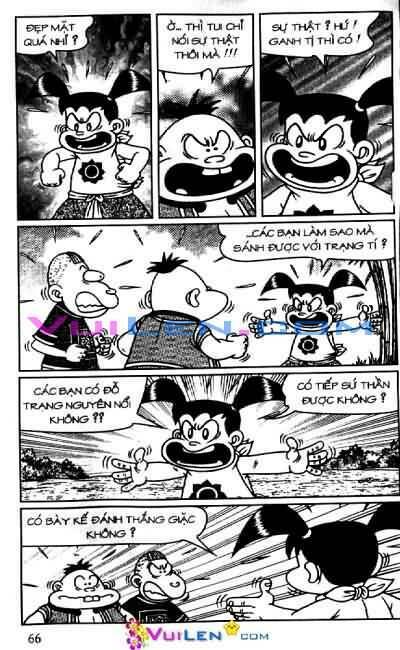 ĐẸP MẶT
QUÁ NHỈ ?
Ờ... THÌ TUI CHỈ
NÓI SỰ THẬT
THÔI MÀ !!!
SỰ THẬT ? HỨ !
GANH TỊ THÌ CÓ !
...CÁC BẠN LÀM SAO MÀ
SÁNH ĐƯỢC VỚI TRẠNG TÍ ?
VUILEN.COM
CÁC BẠN CÓ ĐỖ
TRẠNG NGUYÊN NỔI
KHÔNG ??
CÓ TIẾP SỨ THẦN
ĐƯỢC KHÔNG ?
CÓ BÀY KẾ ĐÁNH THẮNG GIẶC
KHÔNG ?
66
VUILEN.COM